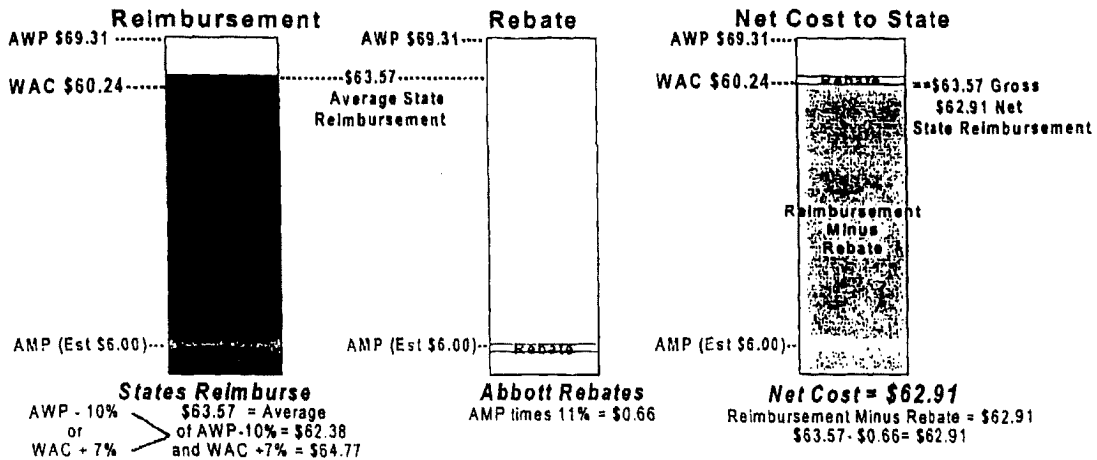 Reimbursement
AWP $69.31
WAC $60.24
AMP (Est $6.00)
States Reimburse
AWP - 10%
or
WAC + 7%
$63.57 = Average
of AWP-10% = $62.38
and WAC +7% = $64.77
$63.57
Average State
Reimbursement
Rebate
AWP $69.31
AMP (Est $6.00)
Rebate
Abbott Rebates
AMP times 11% = $0.66
Net Cost to State
AWP $69.31
WAC $60.24
Rebate
$63.57 Gross
$62.91 Net
State Reimbursement
Reimbursement
Minus
Rebate
AMP (Est $6.00)
Net Cost = $62.91
Reimbursement Minus Rebate = $62.91
$63.57- $0.66= $62.91